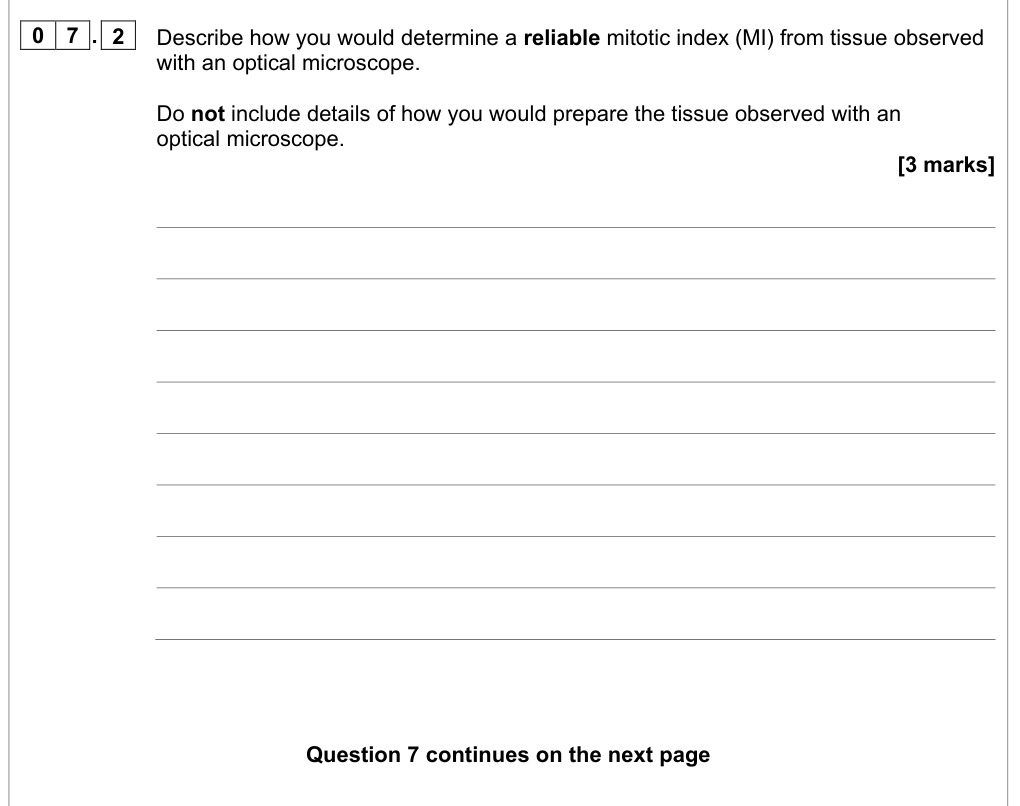 07.2 Describe how you would determine a reliable mitotic index (MI) from tissue observed
with an optical microscope.
Do not include details of how you would prepare the tissue observed with an
optical microscope.
[3 marks]
Question 7 continues on the next page